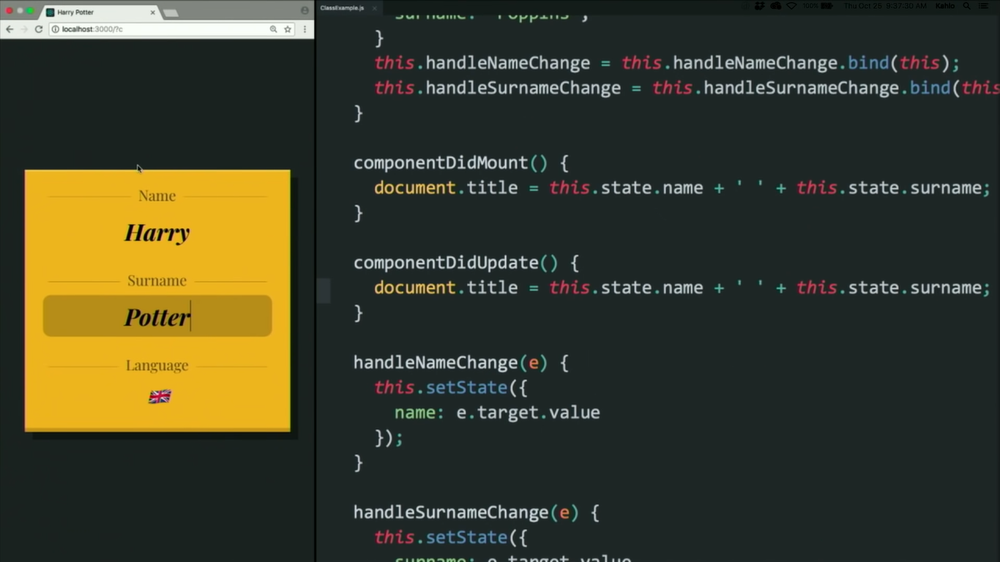 Harry Potter
localhost:3000/?c
Name
Harry
Surname
Potter
Language
ClassExample.js
100%
Thu Oct 25 9:37:30 AM Kahlo
surname: 'Poppins',
}
this.handleNameChange = this.handleNameChange.bind(this);
this.handleSurnameChange = this.handleSurnameChange.bind(this
}
componentDidMount() {
document.title = this.state.name + ' ' + this.state.surname;
}
componentDidUpdate() {
document.title = this.state.name + ' ' + this.state.surname;
}
handleNameChange(e) {
this.setState({
name: e.target.value
});
}
handleSurnameChange(e) {
this.setState({
surname: e.target.value